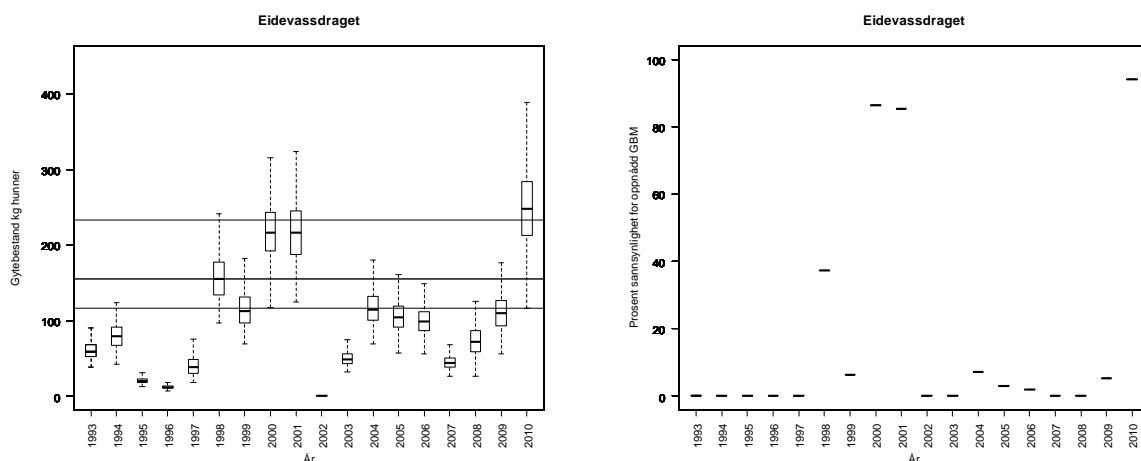 Eidevassdraget
Gytebestand kg hunner
400
300
200
100
0
1993 1994 1995 1996 1997 1998 1999 2000 2001 2002 2003 2004 2005 2006 2007 2008 2009 2010
År
Eidevassdraget
Prosent sannsynlighet for oppnådd GBM
100
80
60
40
20
0
1993 1994 1995 1996 1997 1998 1999 2000 2001 2002 2003 2004 2005 2006 2007 2008 2009 2010
År